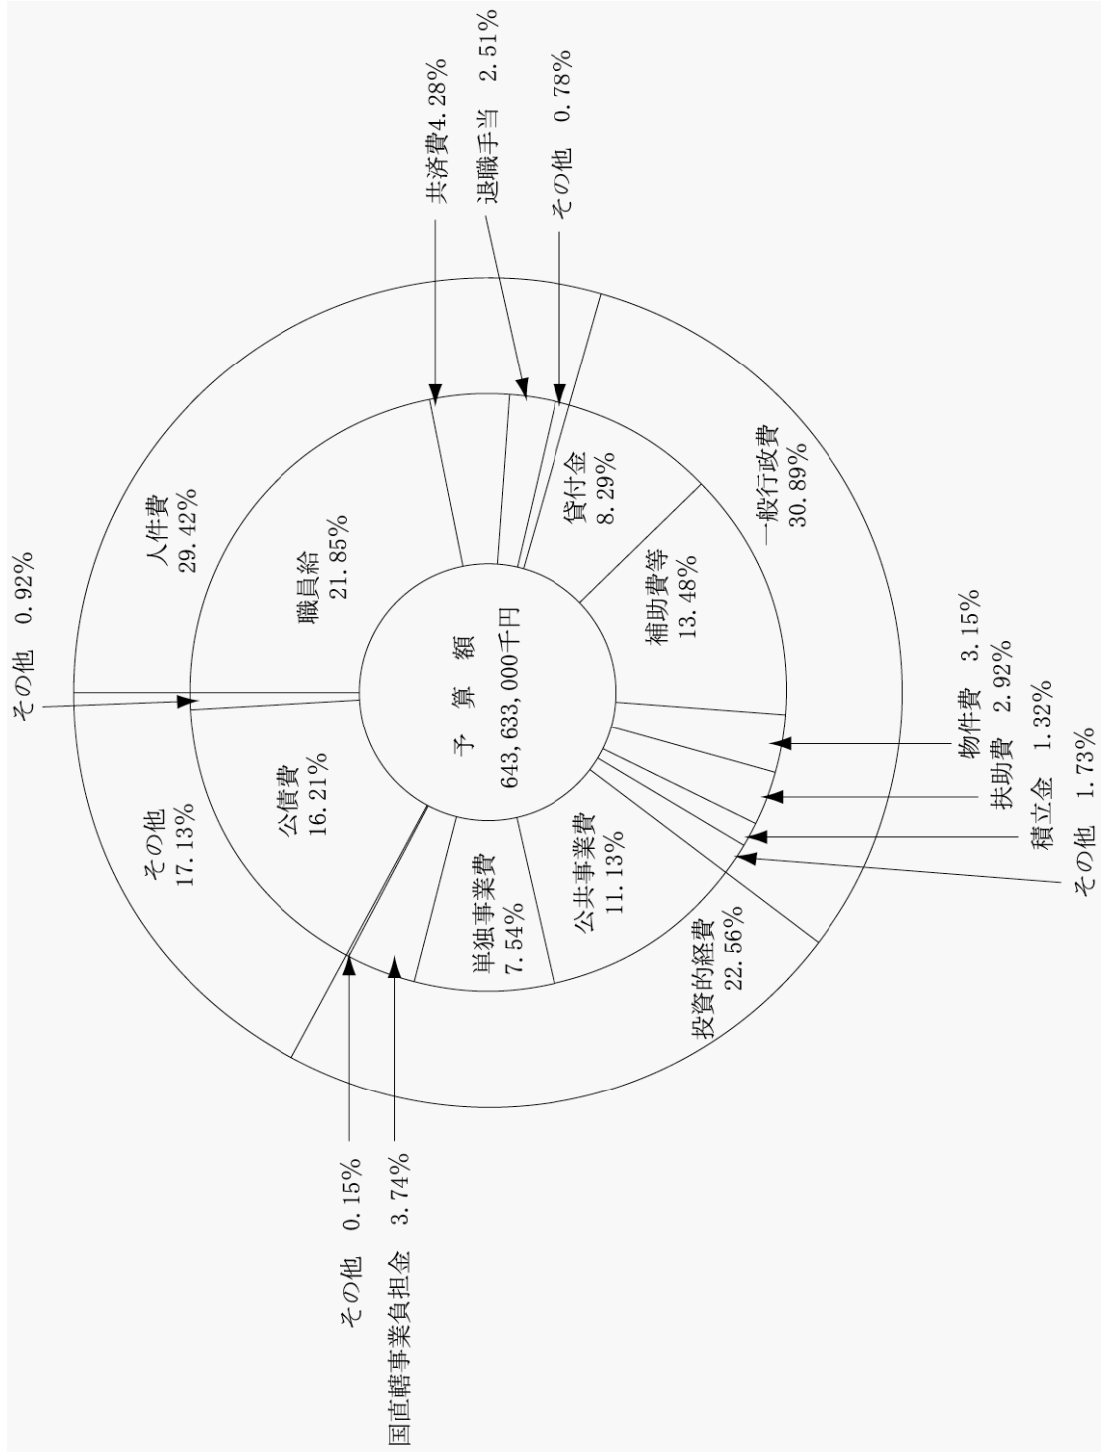 その他　0.92%
人件費
29.42%
職員給
21.85%
共済費4.28%
退職手当　2.51%
その他　0.78%
一般行政費
30.89%
貸付金
8.29%
補助費等
13.48%
物件費　3.15%
扶助費　2.92%
積立金　1.32%
その他　1.73%
投資的経費
22.56%
公共事業費
11.13%
単独事業費
7.54%
国直轄事業負担金　3.74%
その他　0.15%
その他
17.13%
公債費
16.21%
予　算　額
643,633,000千円